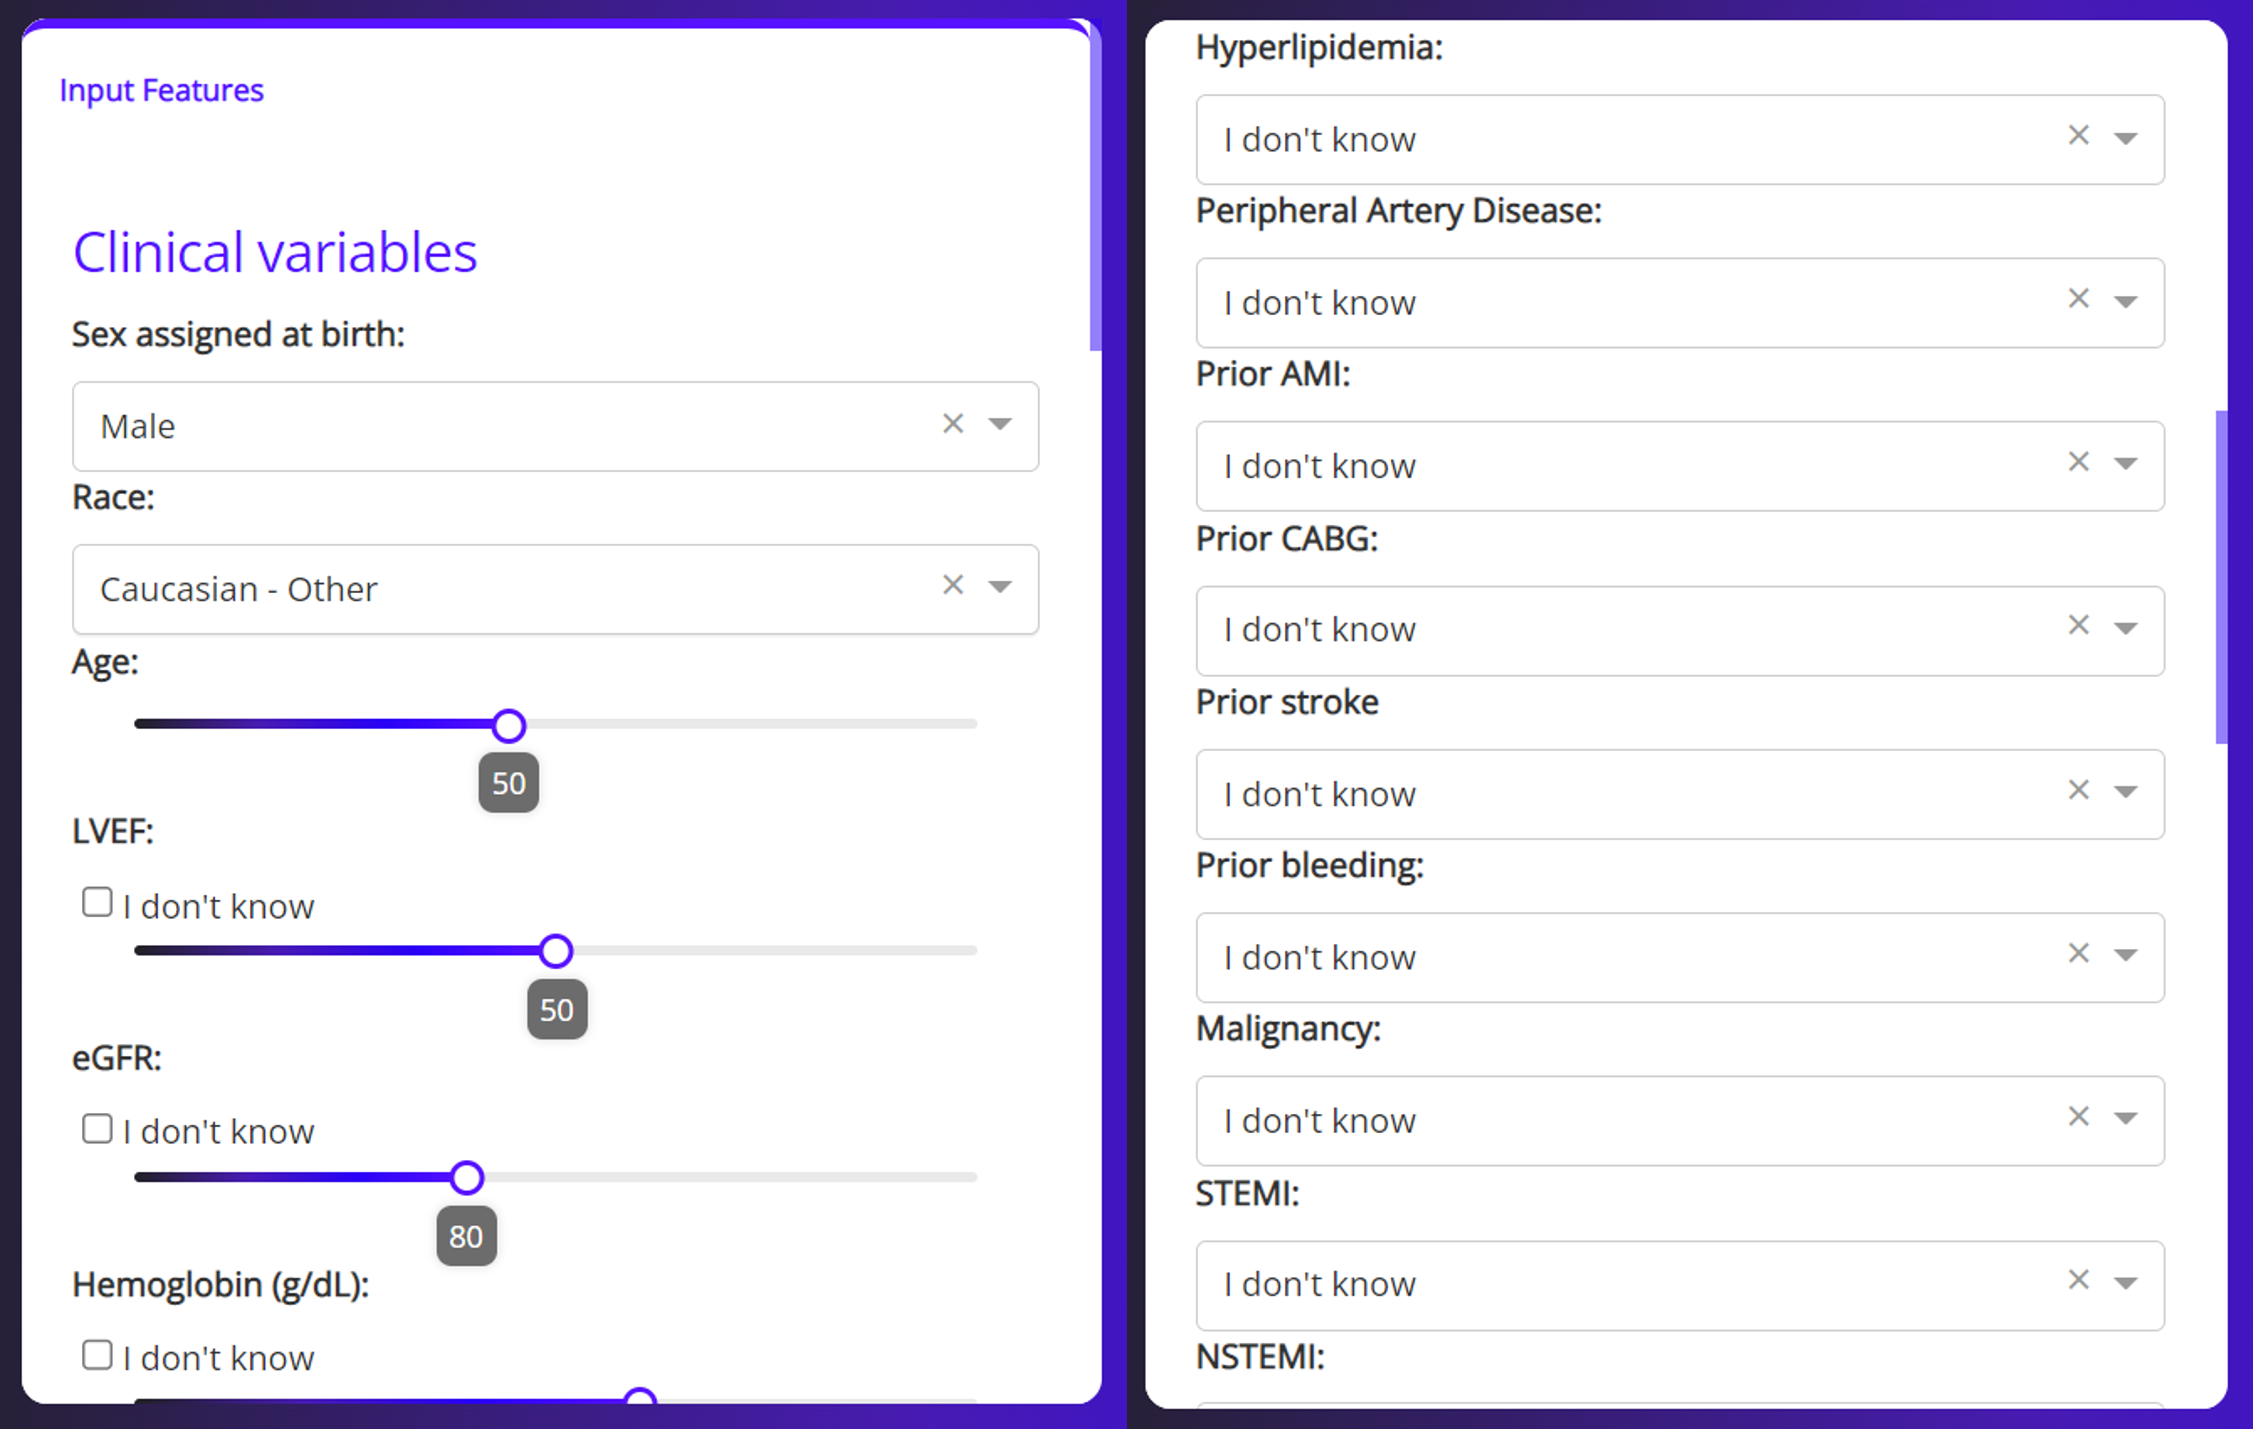 Input Features
Clinical variables
Sex assigned at birth:
Male
Race:
Caucasian - Other
Age:
50
LVEF:
I don't know
50
eGFR:
I don't know
80
Hemoglobin (g/dL):
I don't know
Hyperlipidemia:
I don't know
Peripheral Artery Disease:
I don't know
Prior AMI:
I don't know
Prior CABG:
I don't know
Prior stroke
I don't know
Prior bleeding:
I don't know
Malignancy:
I don't know
STEMI:
I don't know
NSTEMI: